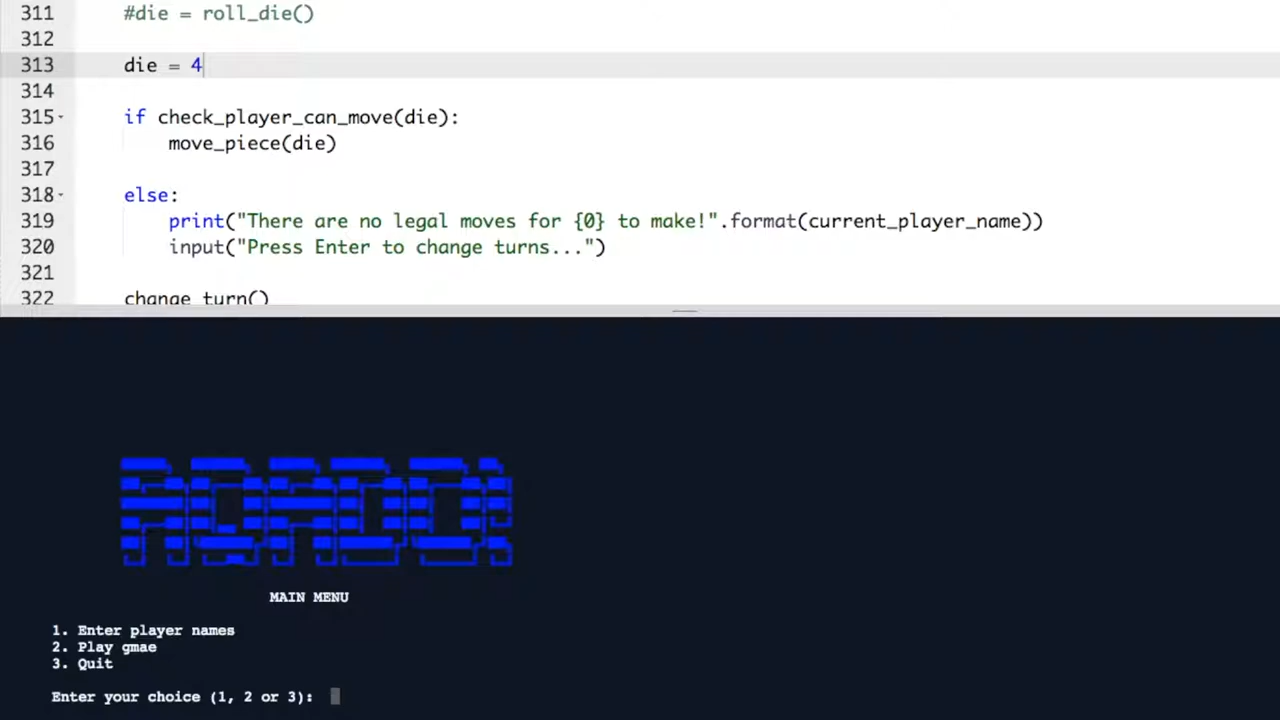 311 #die = roll_die()
312
313 die = 4
314
315 if check_player_can_move(die):
316 move_piece(die)
317
318 else:
319 print("There are no legal moves for {0} to make!".format(current_player_name))
320 input("Press Enter to change turns...")
321
322 change_turn()
MAIN MENU
1. Enter player names
2. Play gmae
3. Quit
Enter your choice (1, 2 or 3):